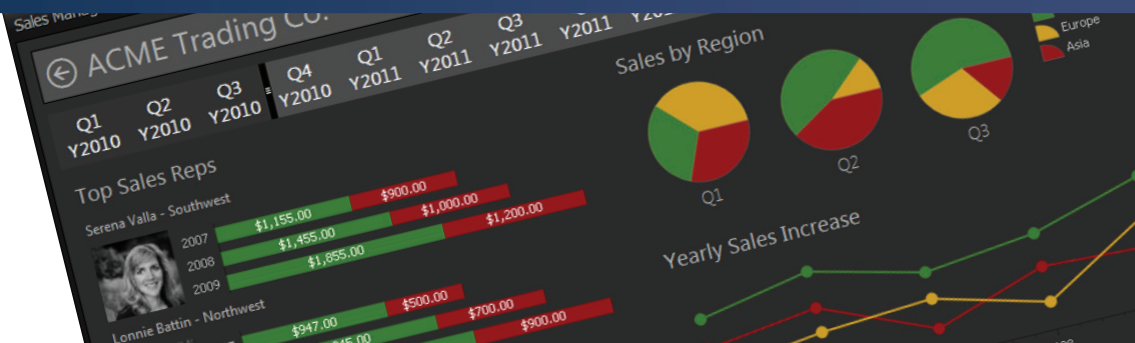 ACME Trading Co.
Q1 Y2010
Q2 Y2010
Q3 Y2010
Q4 Y2010
Q1 Y2011
Q2 Y2011
Q3 Y2011
Top Sales Reps
Serena Valla - Southwest
2007 $1,155.00 $900.00
2008 $1,455.00 $1,000.00
2009 $1,855.00 $1,200.00
Lonnie Battin - Northwest
$947.00 $500.00
$700.00
$900.00
Sales by Region
Q1
Q2
Q3
Europe
Asia
Yearly Sales Increase